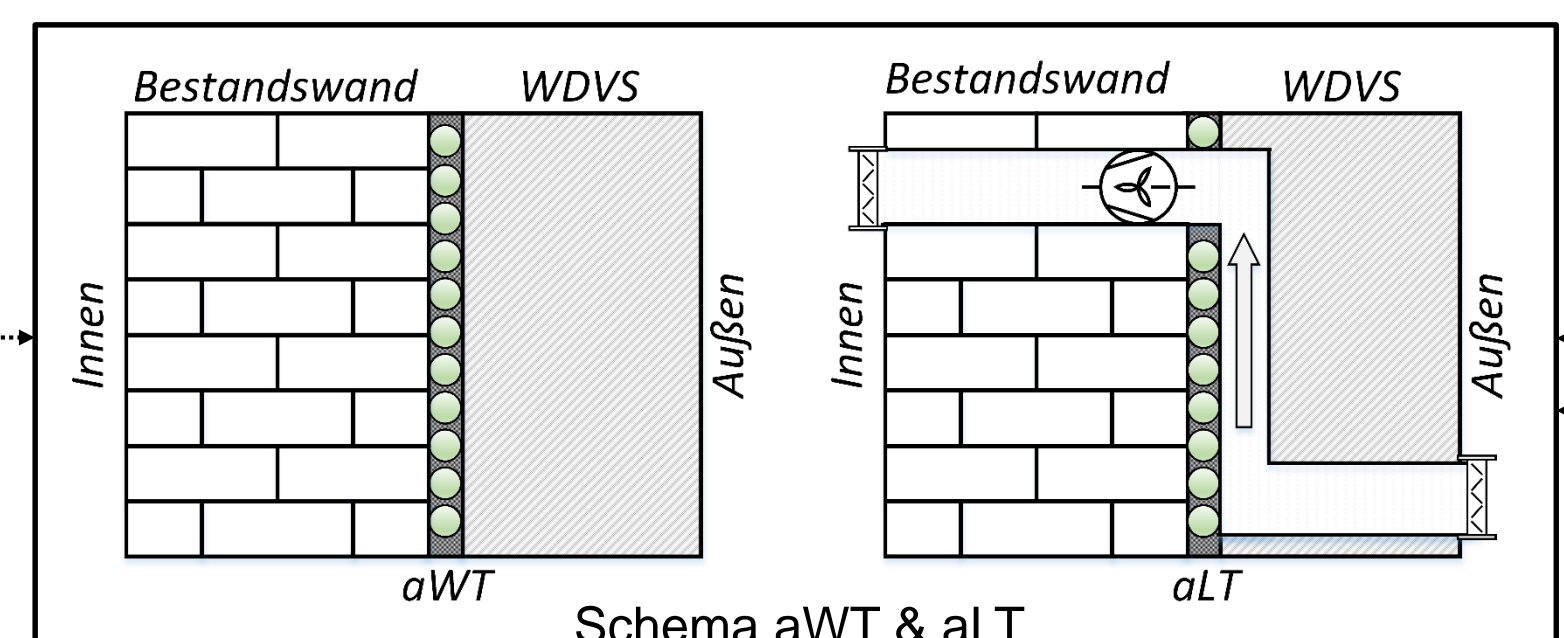 Bestandswand WDVS
Innen
Außen
aWT
Bestandswand WDVS
Innen
Außen
aLT
Schema aWT & aLT